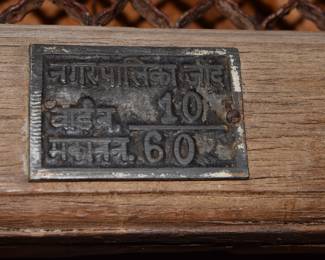 नगरपालिका जींद
वार्ड न. 10
मकान न. 60